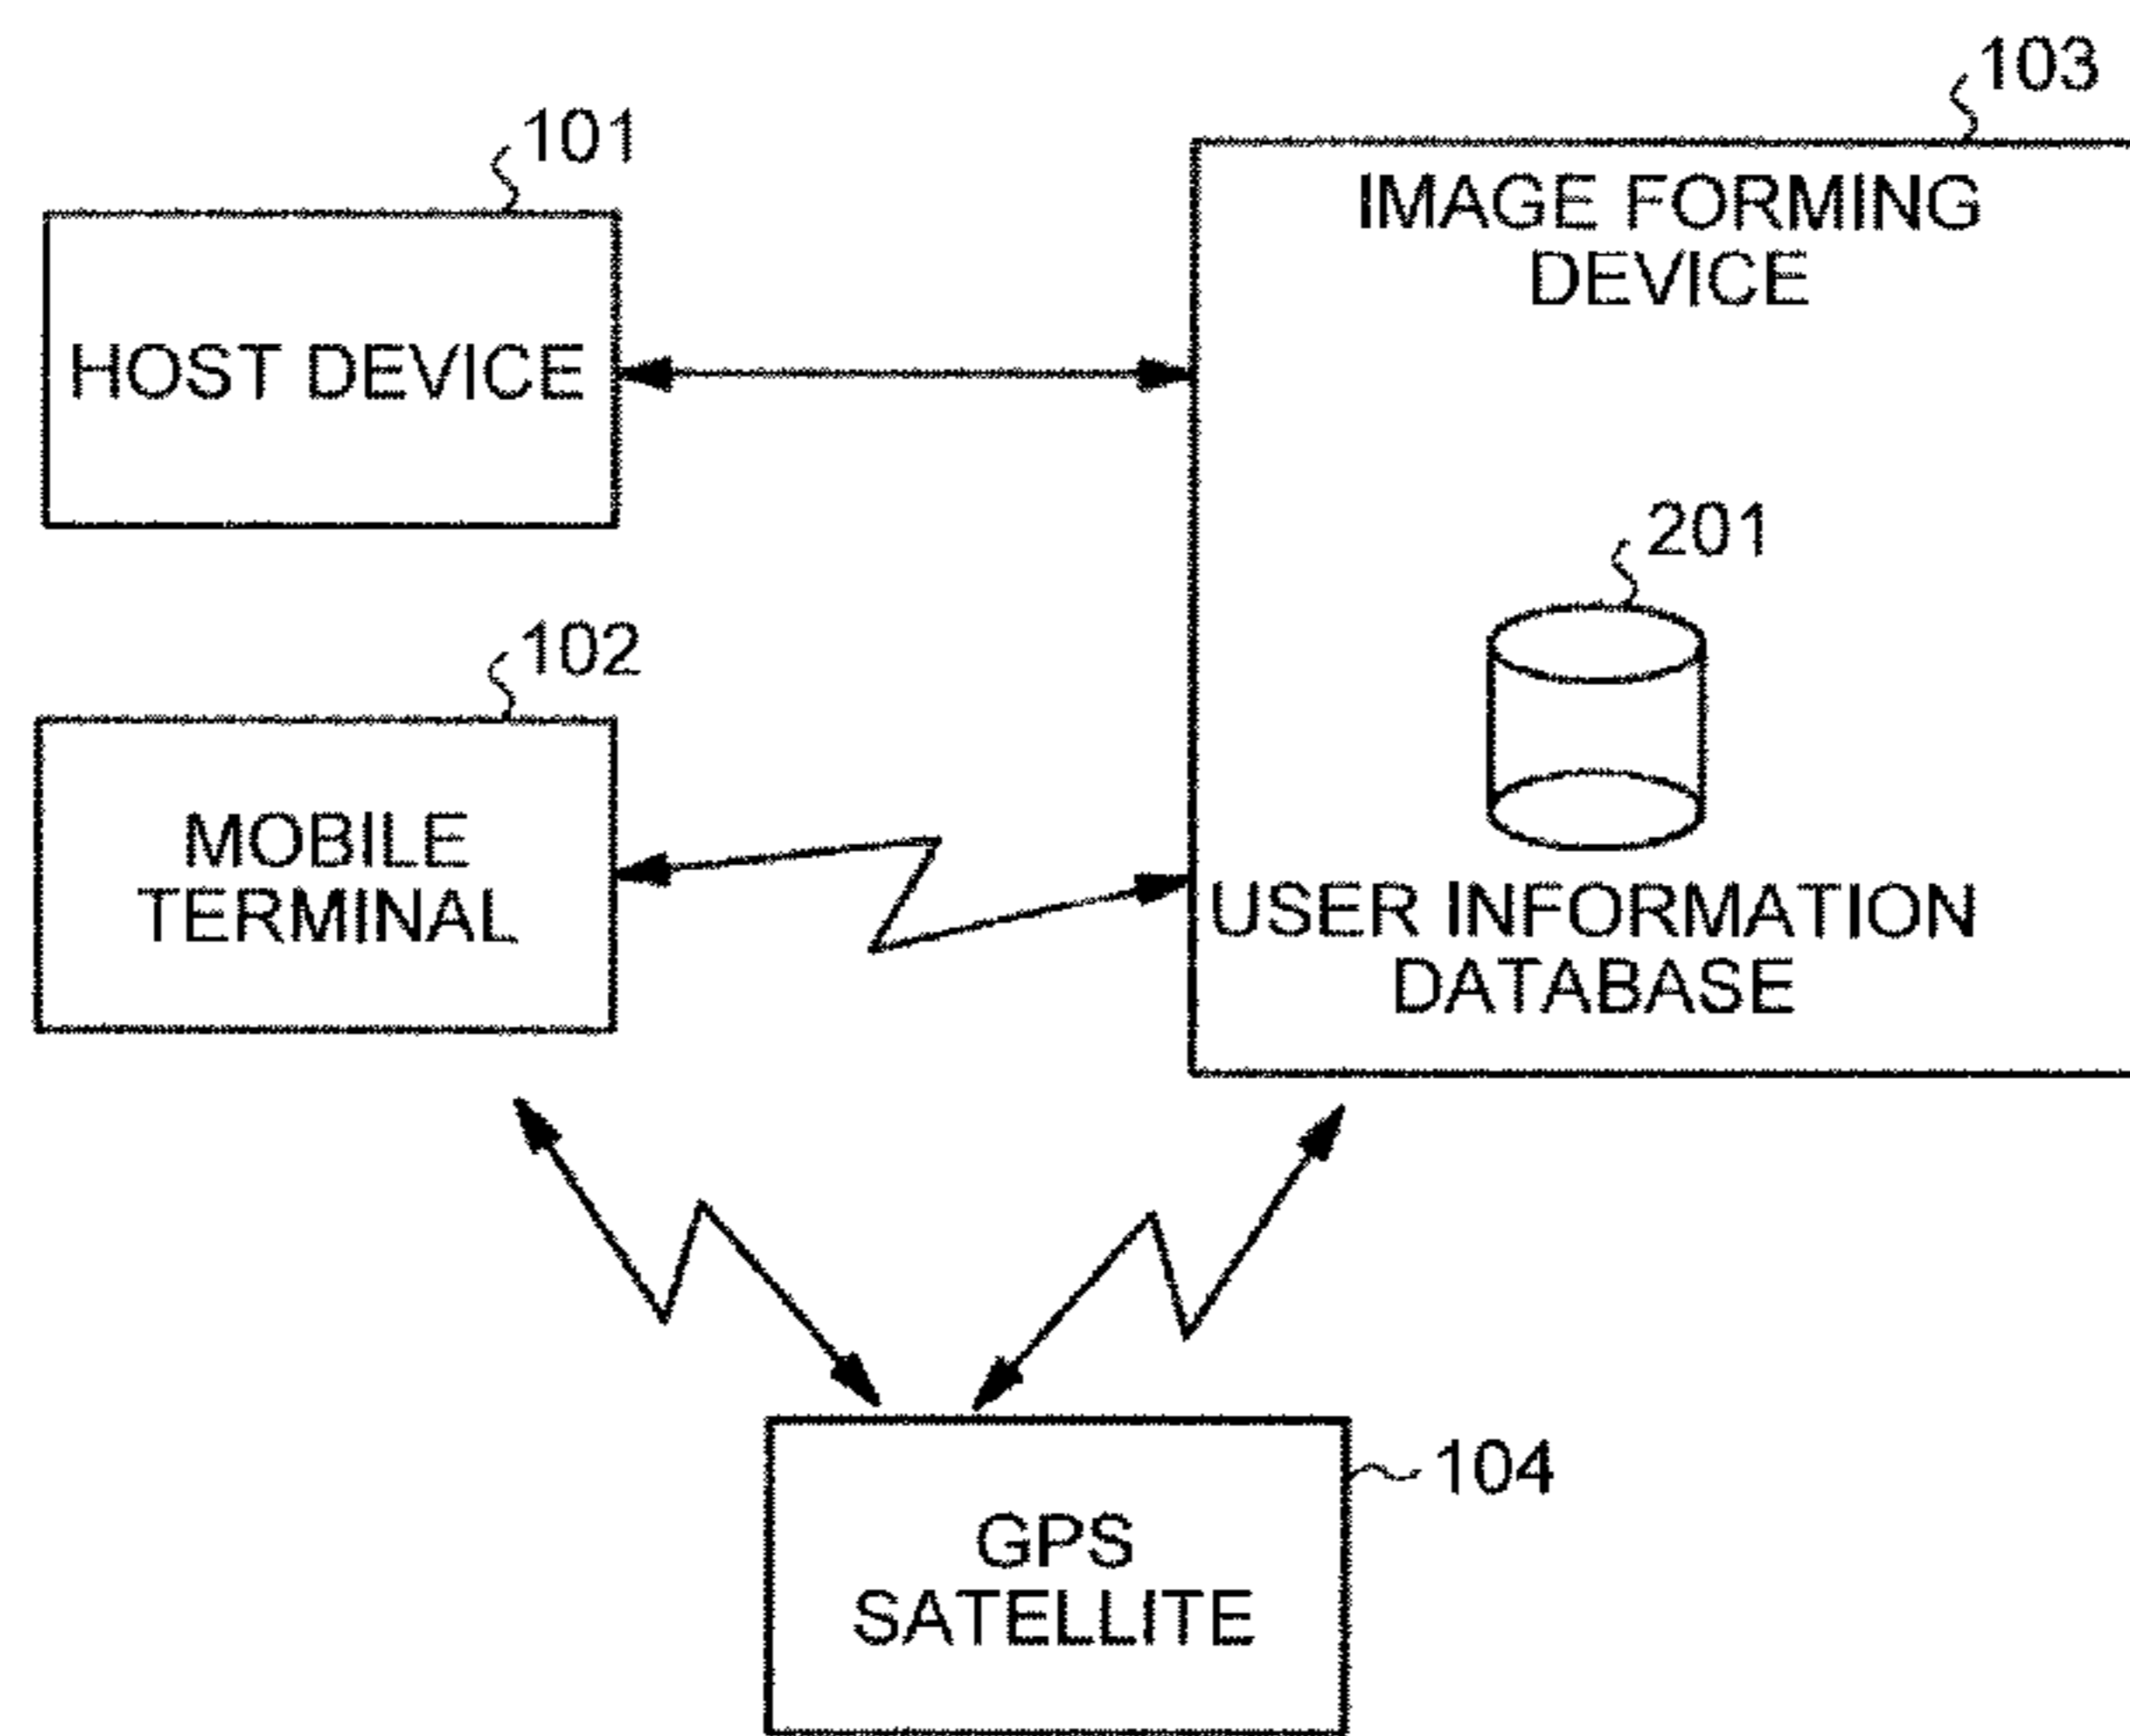 103
101
IMAGE FORMING
DEVICE
HOST DEVICE
201
102
MOBILE
TERMINAL
USER INFORMATION
DATABASE
104
GPS
SATELLITE